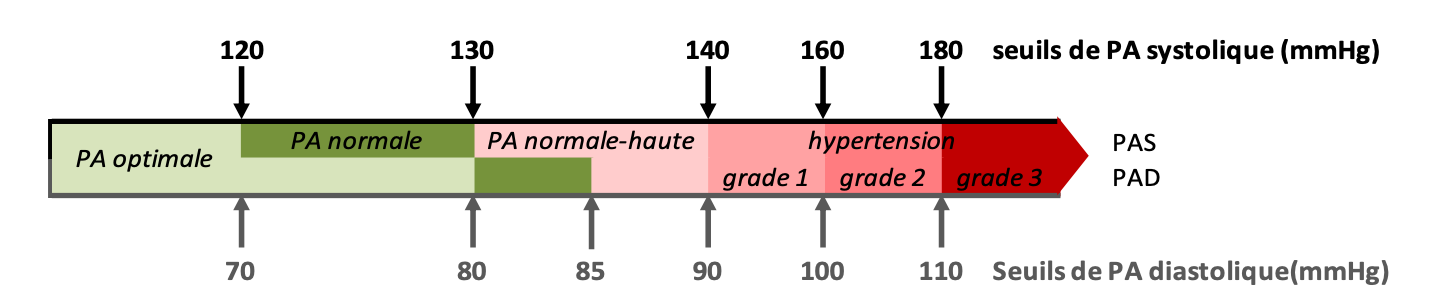 120 130 140 160 180 seuils de PA systolique (mmHg)
PA normale PA normale-haute hypertension PAS
PA optimale
grade 1 grade 2 grade 3 PAD
70 80 85 90 100 110 Seuils de PA diastolique(mmHg)